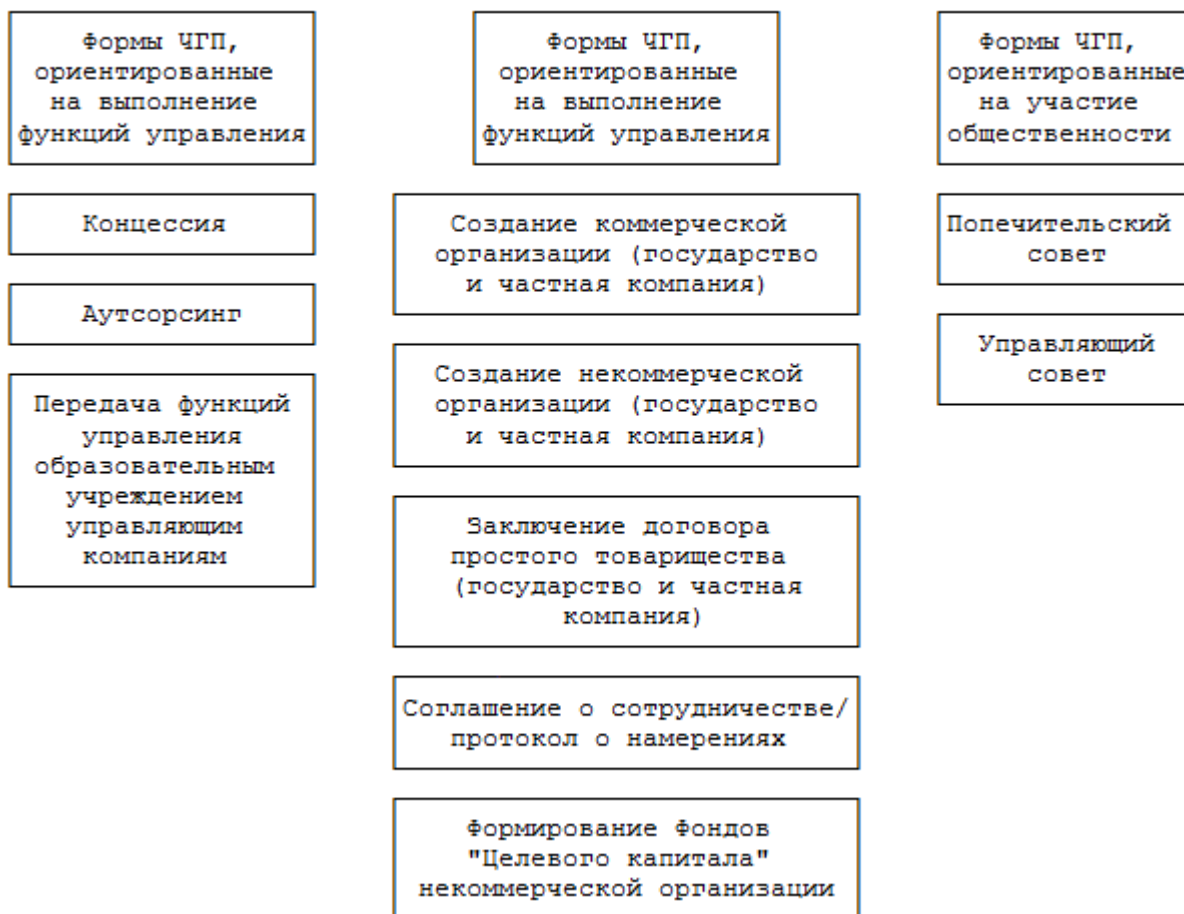 Формы ЧГП,
ориентированные
на выполнение
функций управления
Концессия
Аутсорсинг
Передача функций
управления
образовательным
учреждением
управляющим
компаниям
Формы ЧГП,
ориентированные
на выполнение
функций управления
Создание коммерческой
организации (государство
и частная компания)
Создание некоммерческой
организации (государство
и частная компания)
Заключение договора
простого товарищества
(государство и частная
компания)
Соглашение о сотрудничестве/
протокол о намерениях
Формирование Фондов
"Целевого капитала"
некоммерческой организации
Формы ЧГП,
ориентированные
на участие
общественности
Попечительский
совет
Управляющий
совет